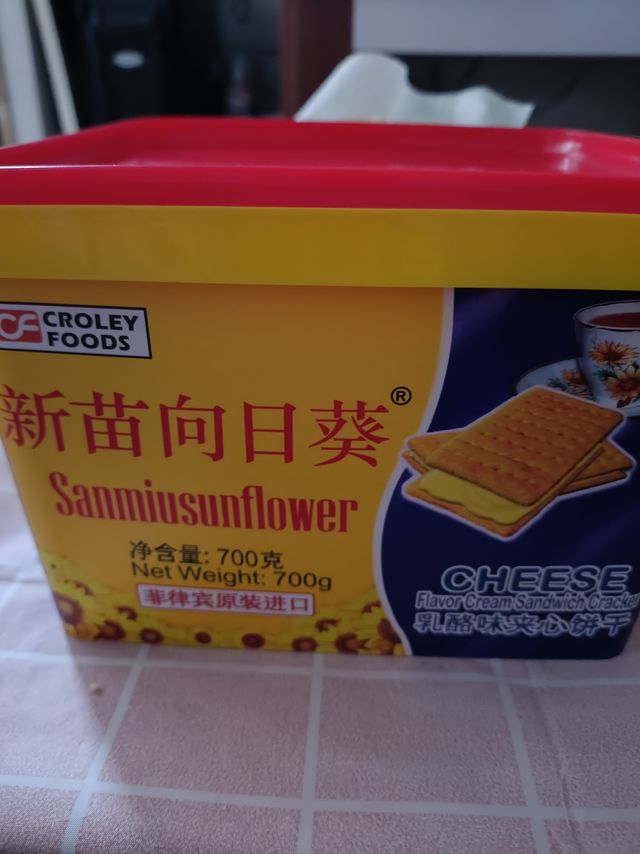 CF CROLEY
FOODS
新苗向日葵®
Sanmiusunflower
净含量: 700克
Net Weight: 700g
菲律宾原装进口
CHEESE
Flavor Cream Sandwich Cracke
乳酪味夹心饼干